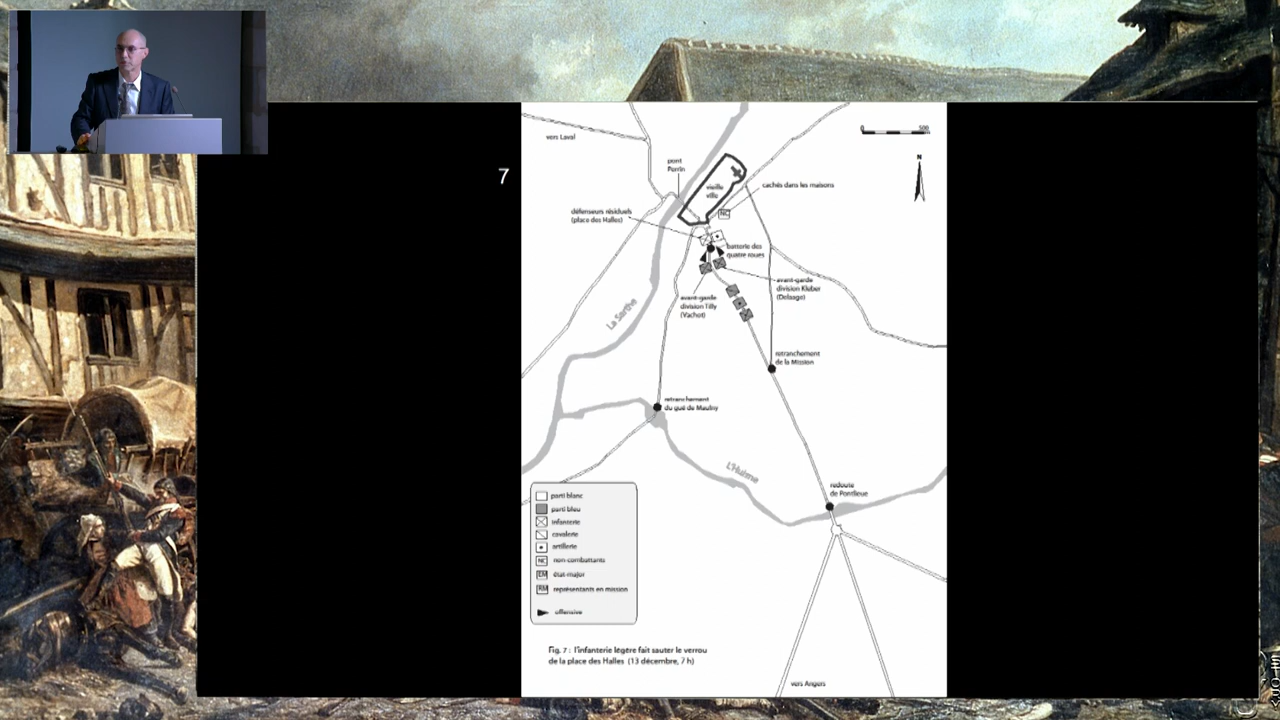 7
vers Laval
0 500
N
pont
Perrin
vieille
ville
cachés dans les maisons
NC
défenseurs résiduels
(place des Halles)
batterie des
quatre roues
avant-garde
division Kleber
(Delaage)
avant-garde
division Tilly
(Vachot)
La Sarthe
retranchement
de la Mission
retranchement
du gué de Maulny
L'Huisne
redoute
de Pontlieue
parti blanc
parti bleu
infanterie
cavalerie
artillerie
NC non-combattants
EM état-major
RM représentants en mission
offensive
Fig. 7 : l'infanterie légère fait sauter le verrou
de la place des Halles (13 décembre, 7 h)
vers Angers